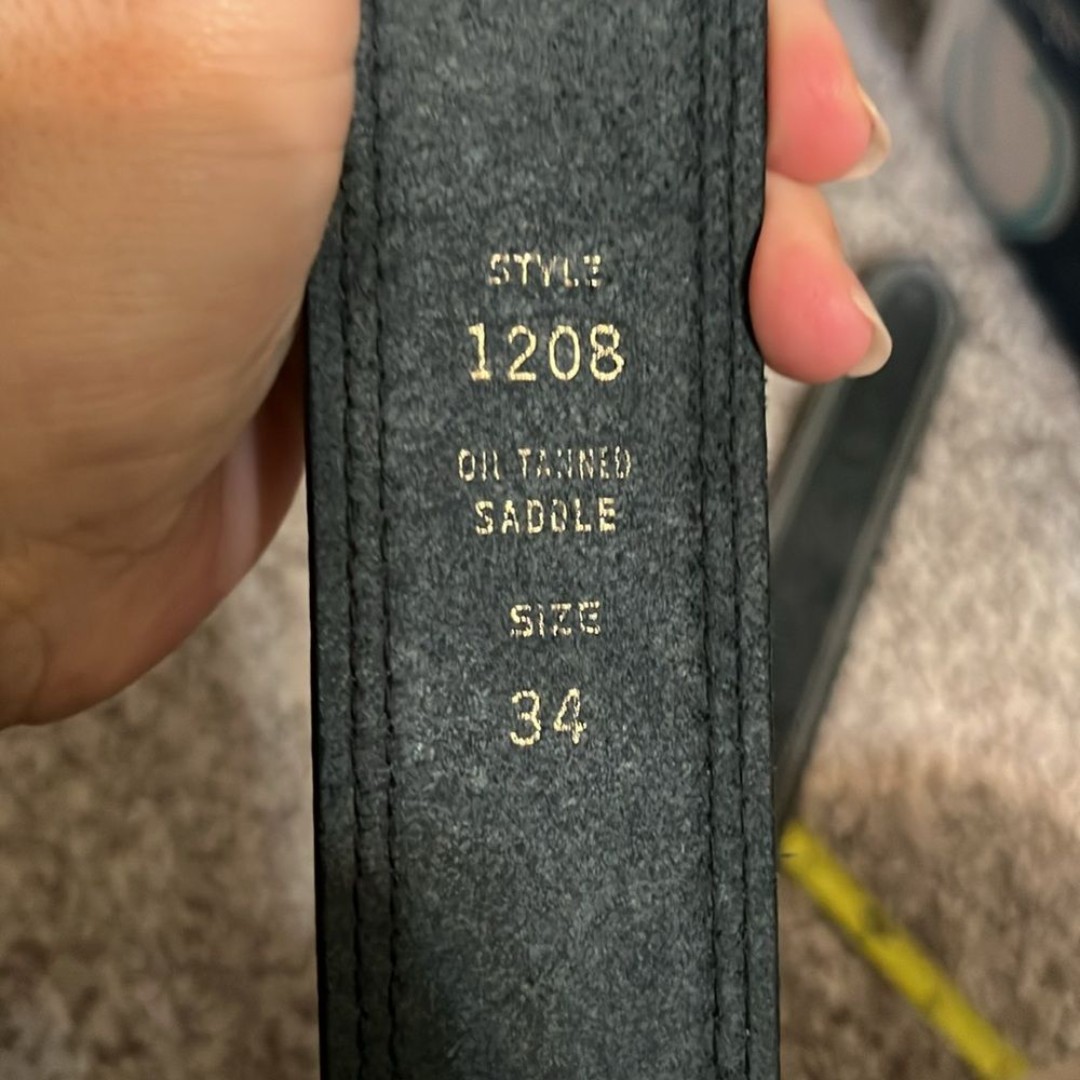 STYLE
1208
OIL TANNED
SADDLE
SIZE
34